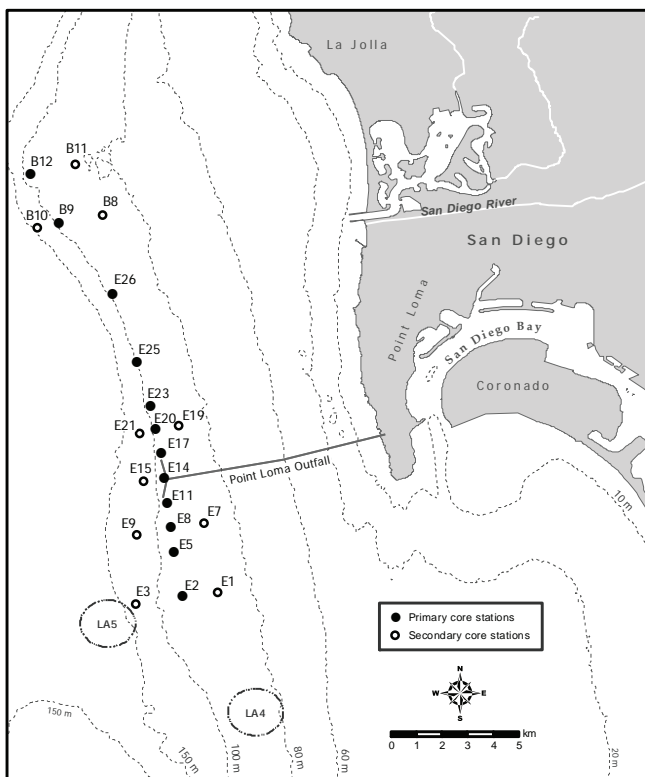 La Jolla
B11
B12
B8
B9
B10
San Diego River
San Diego
E26
Point Loma
San Diego Bay
E25
Coronado
E23
E19
E20
E21
E17
E14
E15
Point Loma Outfall
E11
10 m
E7
E8
E9
E5
E2
E1
E3
LA5
Primary core stations
Secondary core stations
N
W
E
S
LA4
150 m
km
0 1 2 3 4 5
150 m
100 m
80 m
60 m
20 m